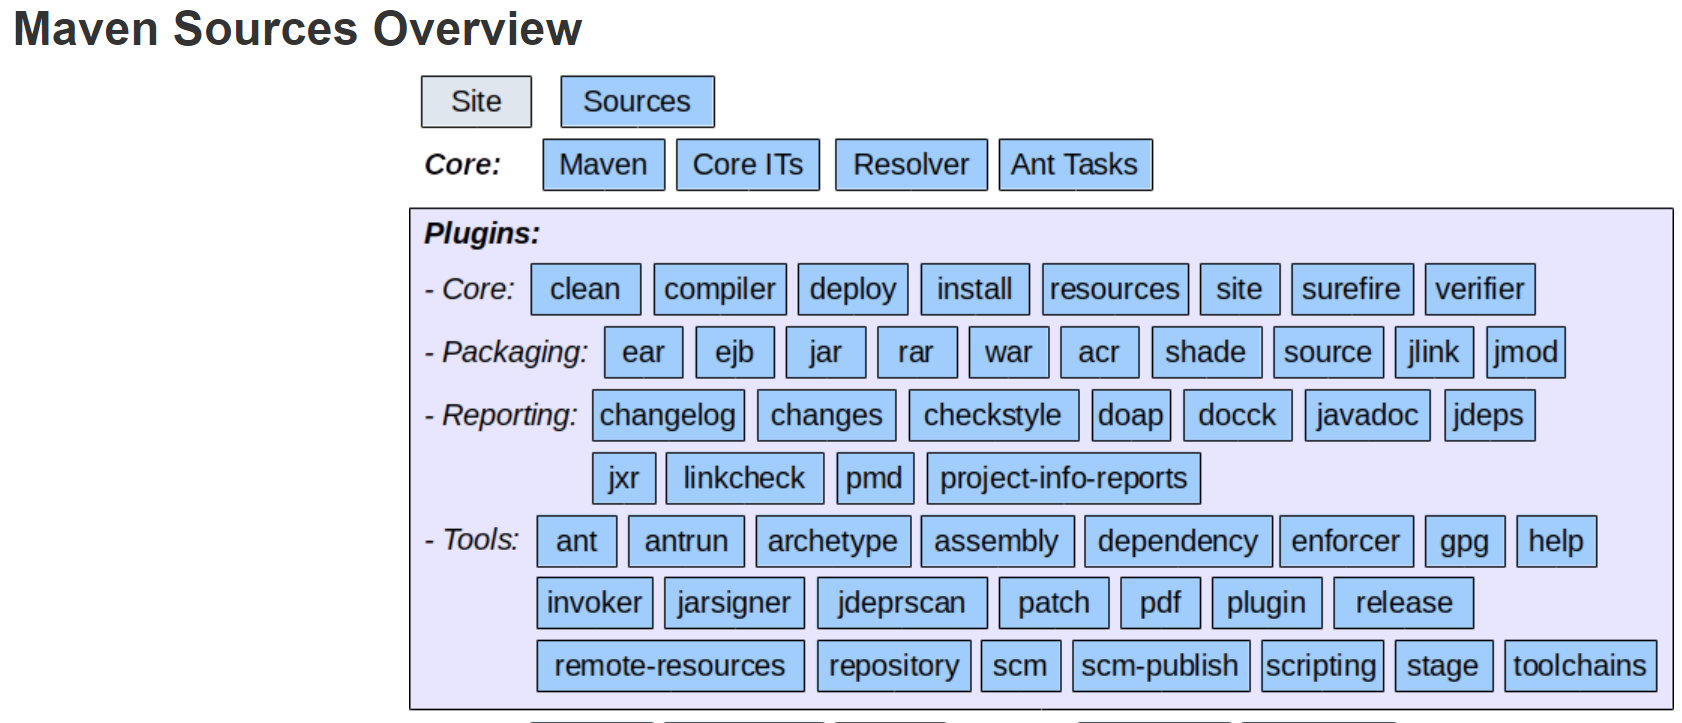 Maven Sources Overview
Site Sources
Core: Maven Core ITs Resolver Ant Tasks
Plugins:
- Core: clean compiler deploy install resources site surefire verifier
- Packaging: ear ejb jar rar war acr shade source jlink jmod
- Reporting: changelog changes checkstyle doap docck javadoc jdeps
jxr linkcheck pmd project-info-reports
- Tools: ant antrun archetype assembly dependency enforcer gpg help
invoker jarsigner jdeprscan patch pdf plugin release
remote-resources repository scm scm-publish scripting stage toolchains